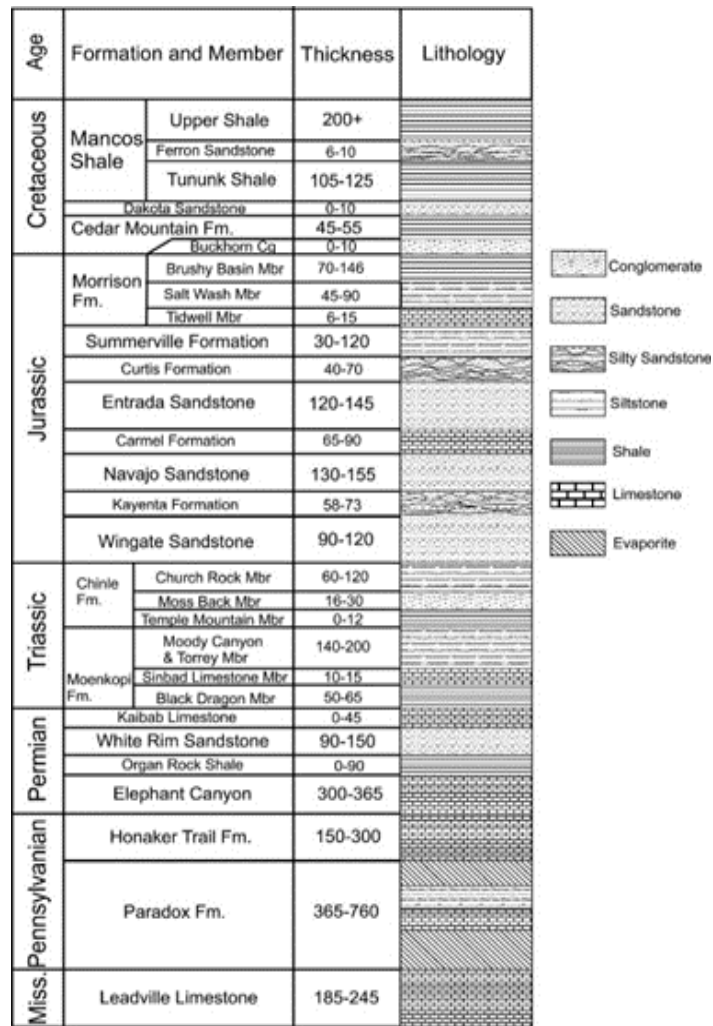 Age Formation and Member Thickness Lithology
Cretaceous
Mancos Shale
Upper Shale 200+
Ferron Sandstone 6-10
Tununk Shale 105-125
Dakota Sandstone 0-10
Cedar Mountain Fm. 45-55
Buckhorn Cg 0-10
Jurassic
Morrison Fm.
Brushy Basin Mbr 70-146
Salt Wash Mbr 45-90
Tidwell Mbr 6-15
Summerville Formation 30-120
Curtis Formation 40-70
Entrada Sandstone 120-145
Carmel Formation 65-90
Navajo Sandstone 130-155
Kayenta Formation 58-73
Wingate Sandstone 90-120
Triassic
Chinle Fm.
Church Rock Mbr 60-120
Moss Back Mbr 16-30
Temple Mountain Mbr 0-12
Moenkopi Fm.
Moody Canyon
& Torrey Mbr 140-200
Sinbad Limestone Mbr 10-15
Black Dragon Mbr 50-65
Permian
Kaibab Limestone 0-45
White Rim Sandstone 90-150
Organ Rock Shale 0-90
Elephant Canyon 300-365
Pennsylvanian
Honaker Trail Fm. 150-300
Paradox Fm. 365-760
Miss.
Leadville Limestone 185-245
Conglomerate
Sandstone
Silty Sandstone
Siltstone
Shale
Limestone
Evaporite